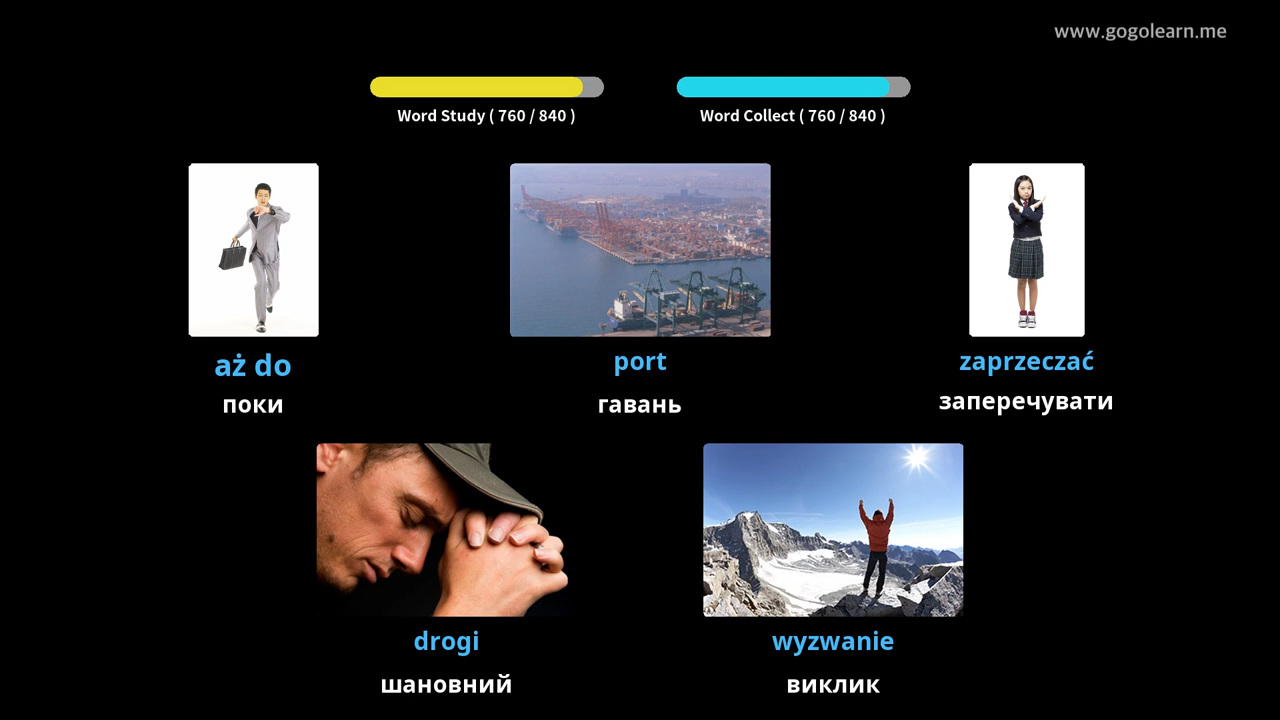 www.gogolearn.me
Word Study ( 760 / 840 )
Word Collect ( 760 / 840 )
aż do
port
zaprzeczać
поки
гавань
заперечувати
drogi
wyzwanie
шановний
виклик